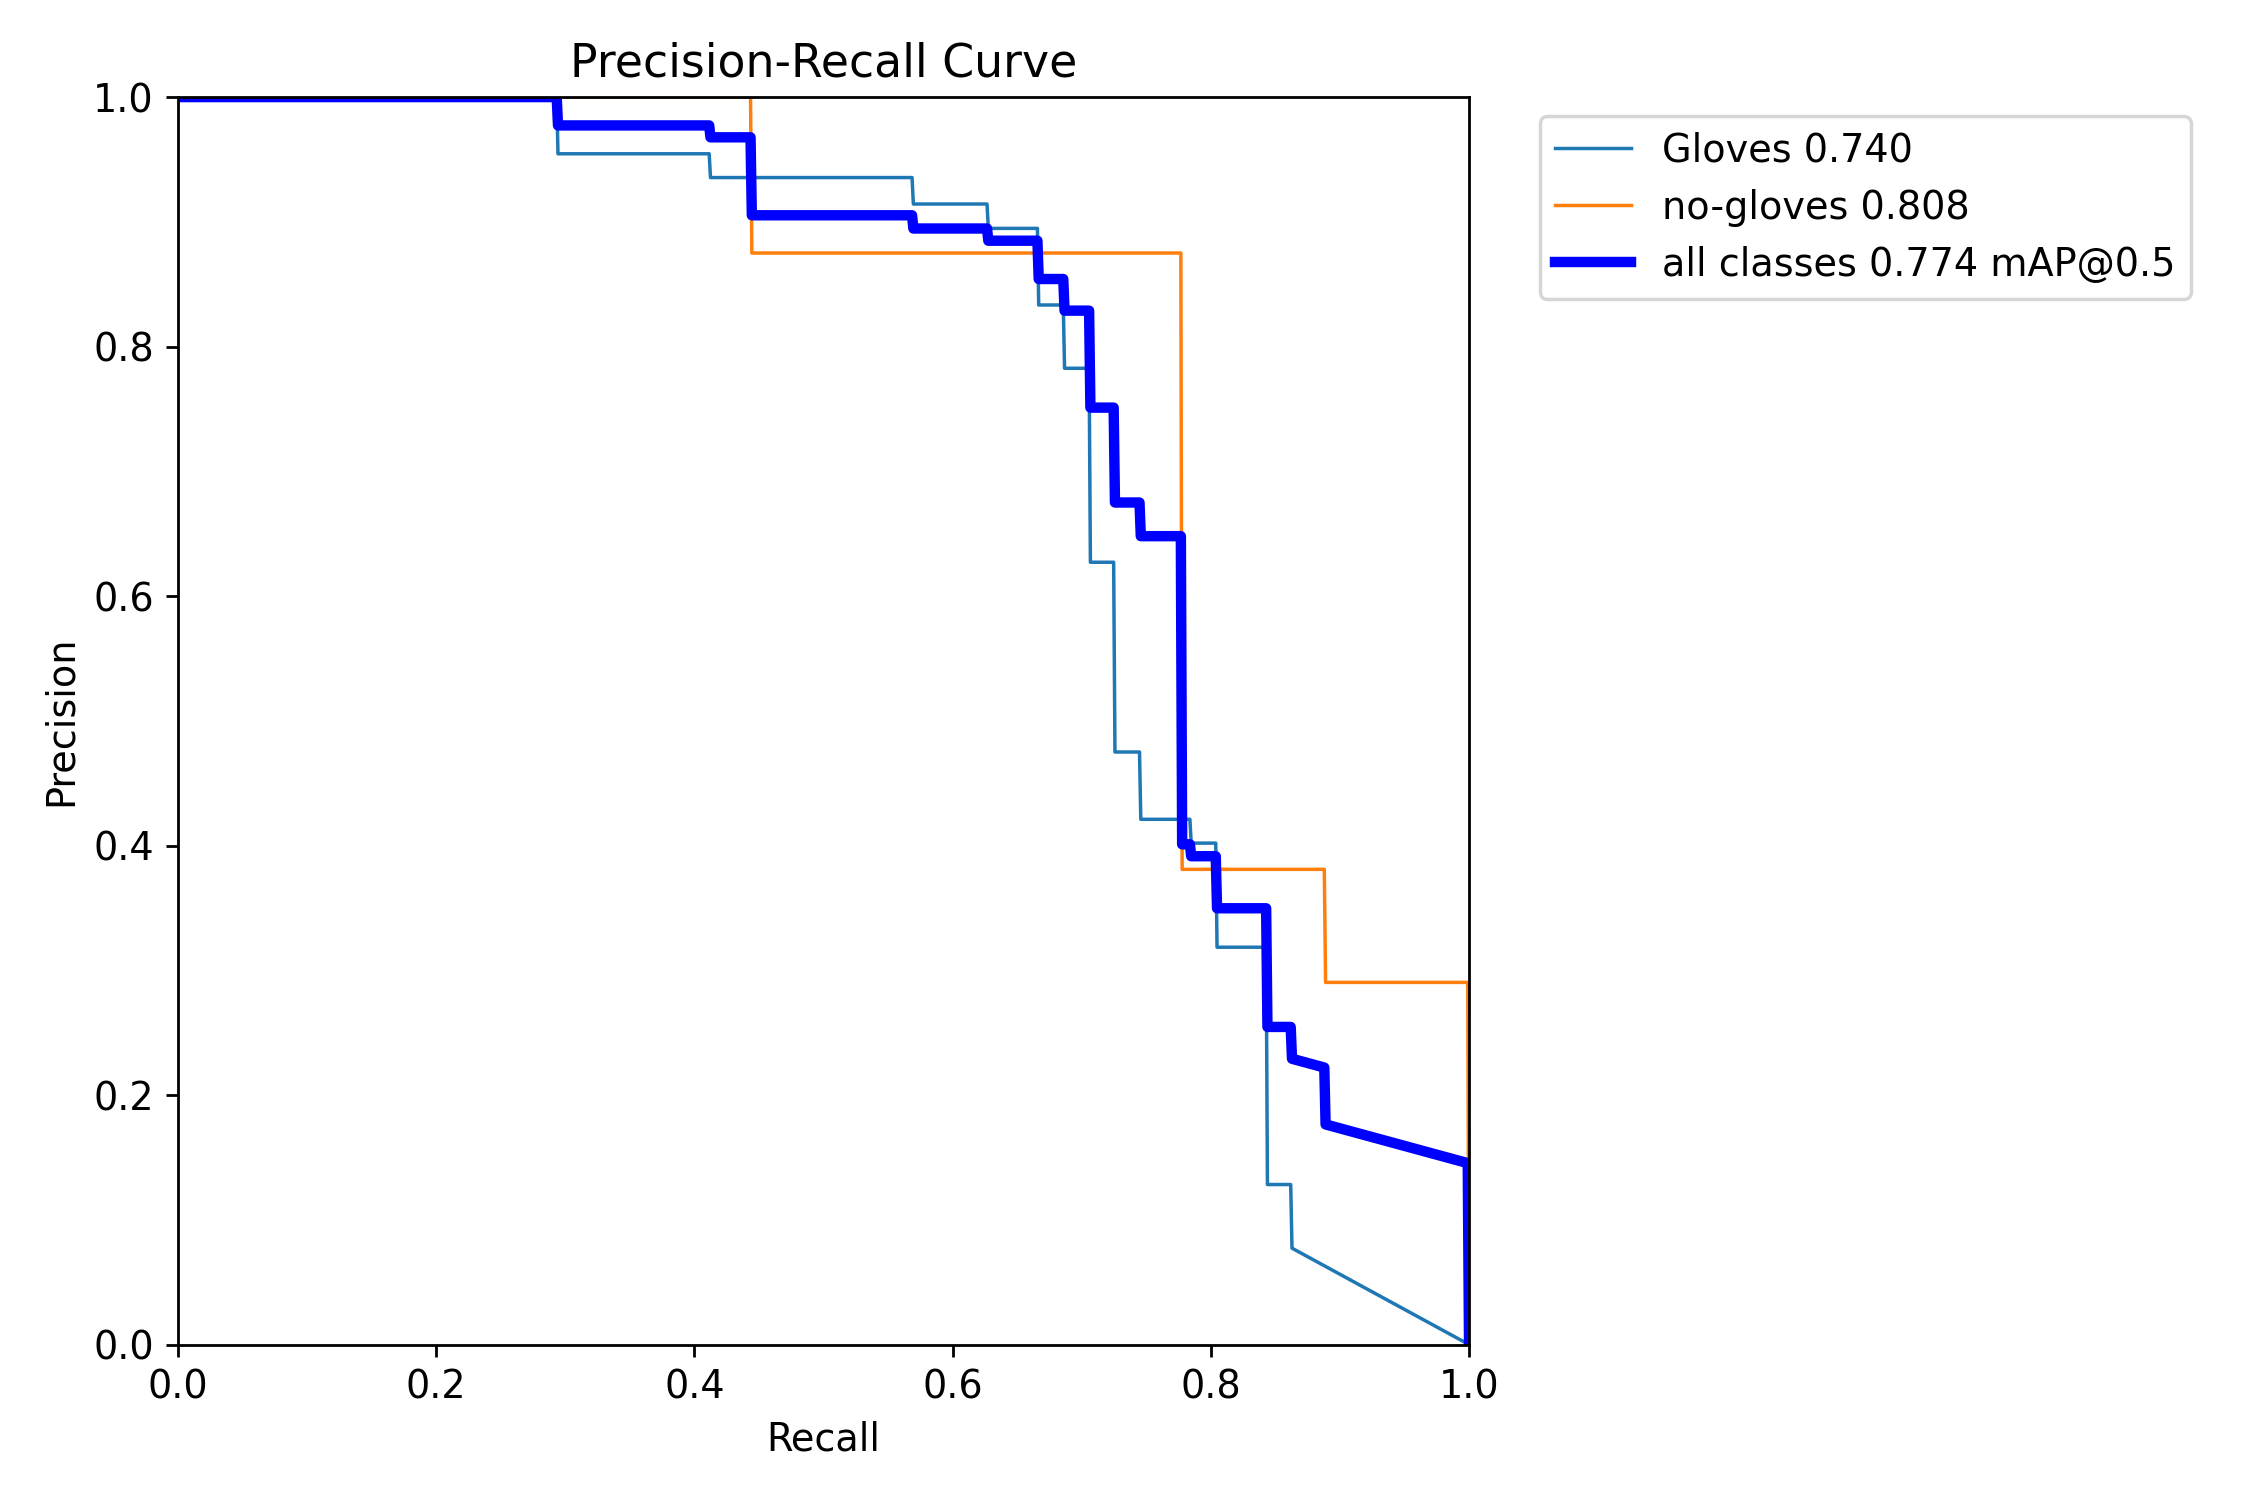 Precision-Recall Curve
1.0
0.8
0.6
0.4
0.2
0.0
Precision
0.0 0.2 0.4 0.6 0.8 1.0
Recall
Gloves 0.740
no-gloves 0.808
all classes 0.774 mAP@0.5